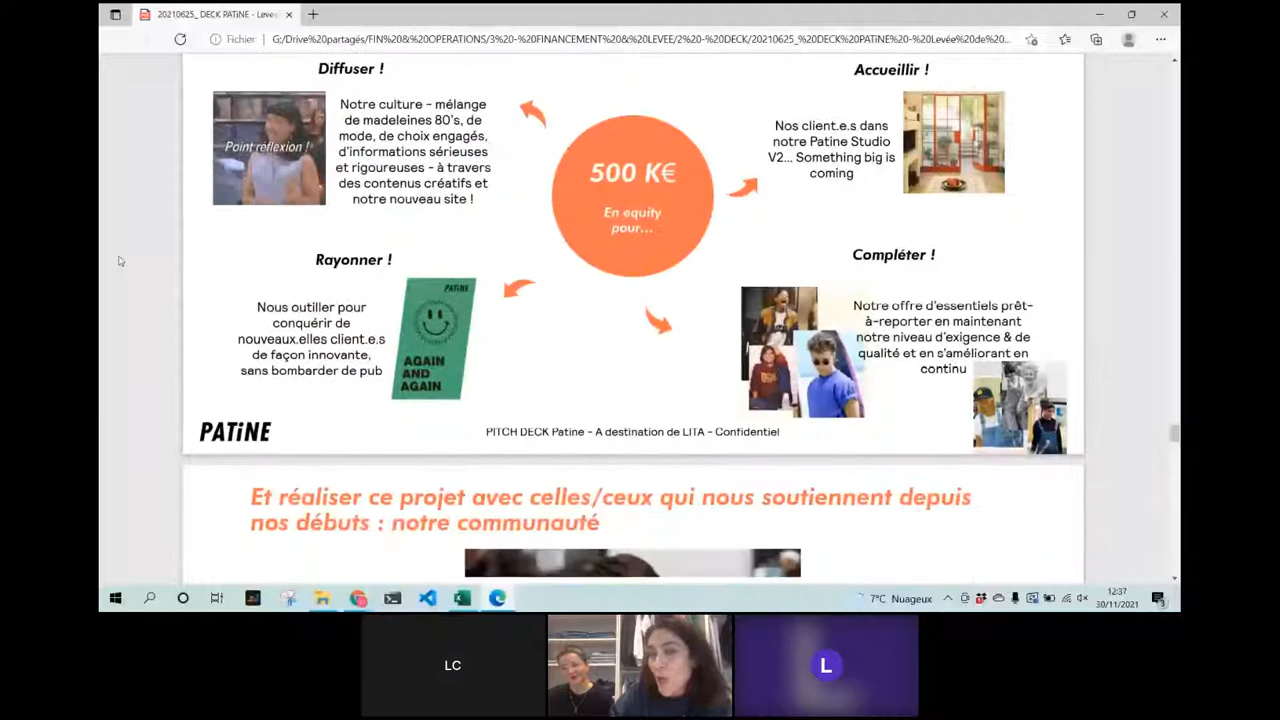 20210625_ DECK PATiNE - Levée
Fichier
G:/Drive%20partagés/FIN%20&%20OPERATIONS/3%20-%20FINANCEMENT%20&%20LEVEE/2%20-%20DECK/20210625_%20DECK%20PATiNE%20-%20Levée%20de%20...
Diffuser !
Point réflexion !
Notre culture - mélange
de madeleines 80's, de
mode, de choix engagés,
d'informations sérieuses
et rigoureuses - à travers
des contenus créatifs et
notre nouveau site !
500 K€
En equity
pour...
Accueillir !
Nos client.e.s dans
notre Patine Studio
V2... Something big is
coming
Rayonner !
Nous outiller pour
conquérir de
nouveaux.elles client.e.s
de façon innovante,
sans bombarder de pub
PATiNE
AGAIN
AND
AGAIN
Compléter !
Notre offre d'essentiels prêt-
à-reporter en maintenant
notre niveau d'exigence & de
qualité et en s'améliorant en
continu
PATiNE
PITCH DECK Patine - A destination de LITA - Confidentiel
Et réaliser ce projet avec celles/ceux qui nous soutiennent depuis
nos débuts : notre communauté
7°C Nuageux
12:37
30/11/2021
LC
L